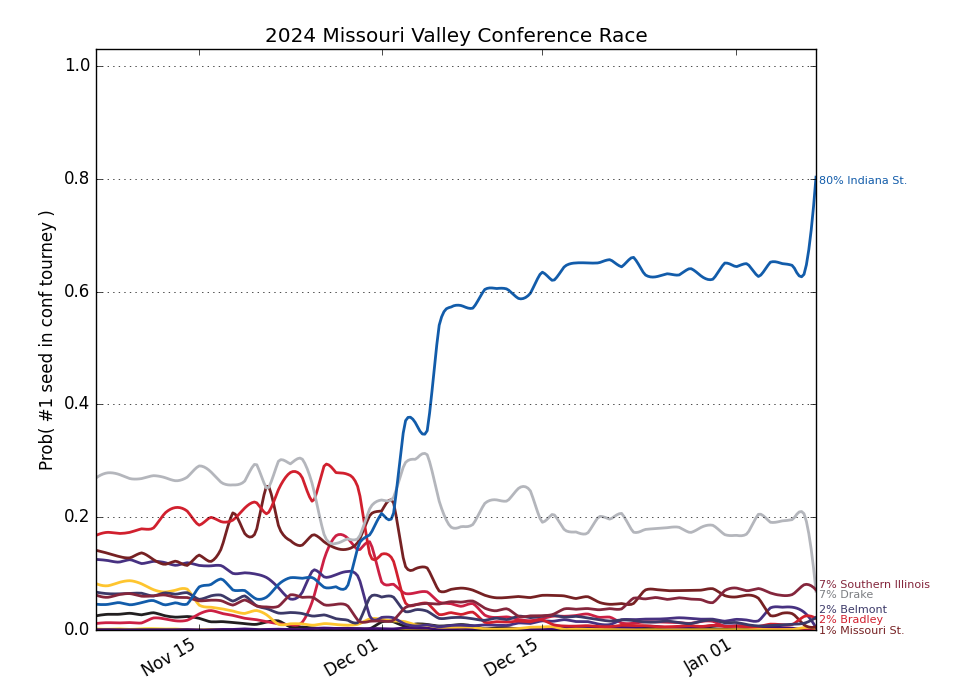 2024 Missouri Valley Conference Race
Prob( #1 seed in conf tourney )
1.0
0.8
0.6
0.4
0.2
0.0
Nov 15
Dec 01
Dec 15
Jan 01
80% Indiana St.
7% Southern Illinois
7% Drake
2% Belmont
2% Bradley
1% Missouri St.